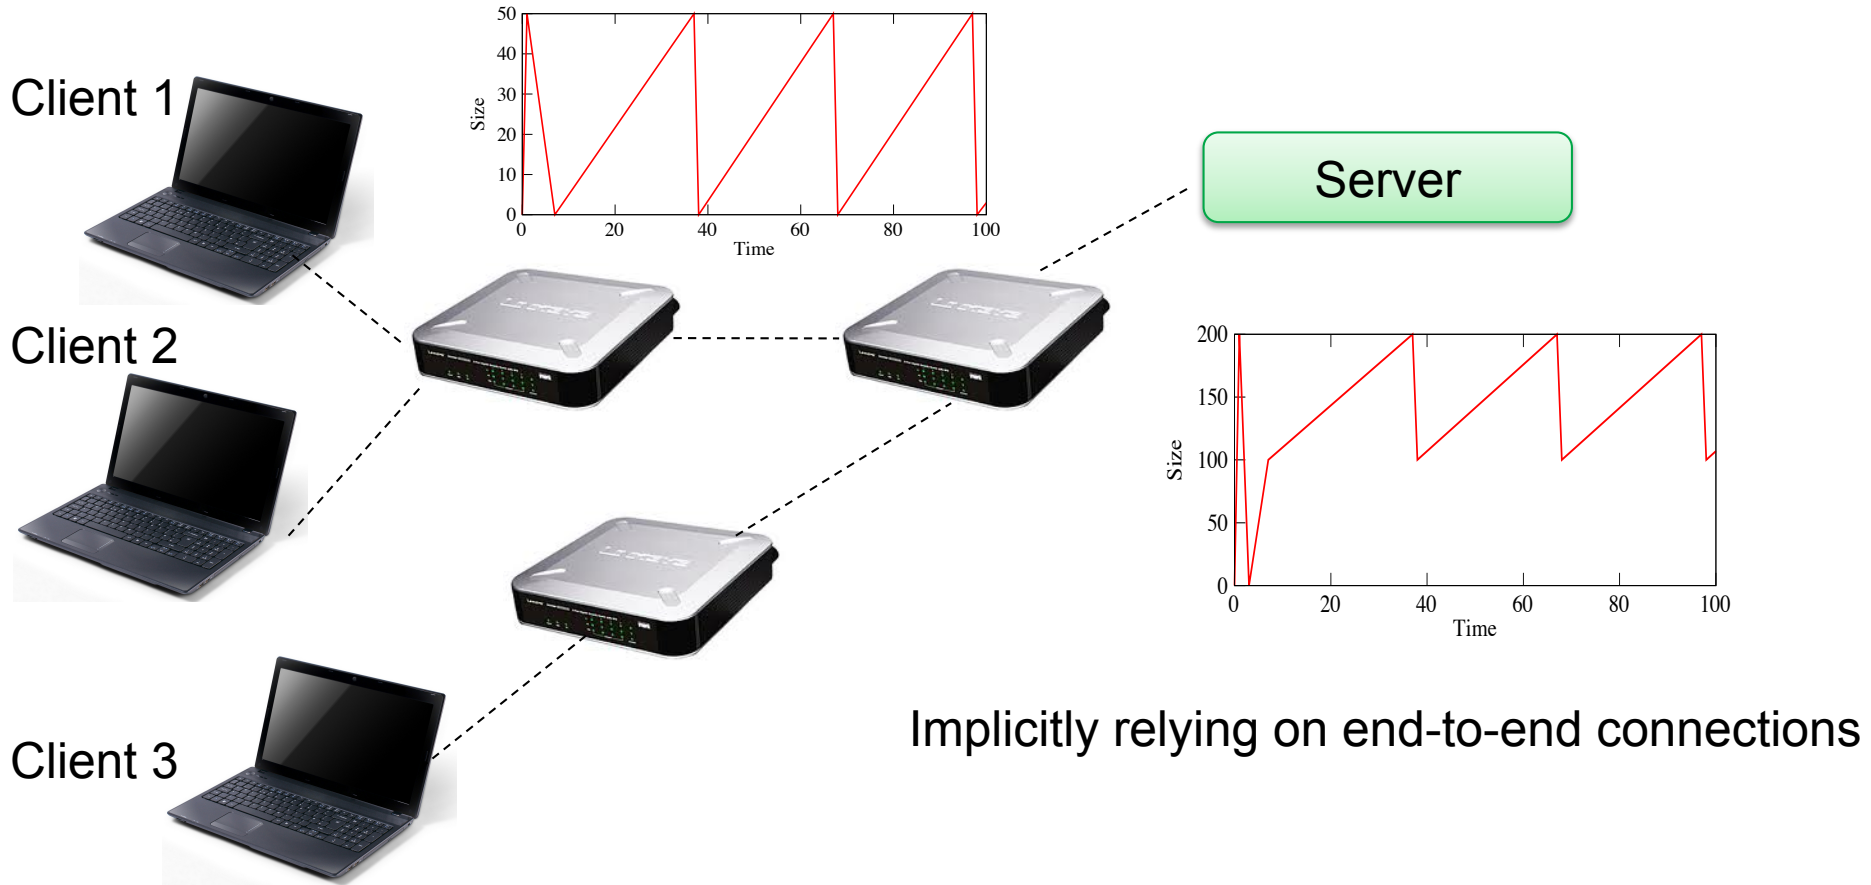 Client 1
50
40
30
20
10
0
Size
0 20 40 60 80 100
Time
Server
Client 2
200
150
100
50
0
Size
0 20 40 60 80 100
Time
Implicitly relying on end-to-end connections
Client 3